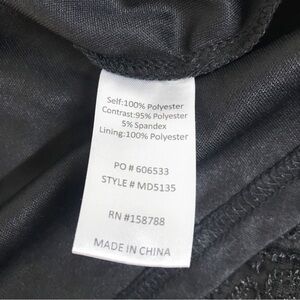 Self:100% Polyester
Contrast:95% Polyester
5% Spandex
Lining:100% Polyester
PO # 606533
STYLE # MD5135
RN #158788
MADE IN CHINA